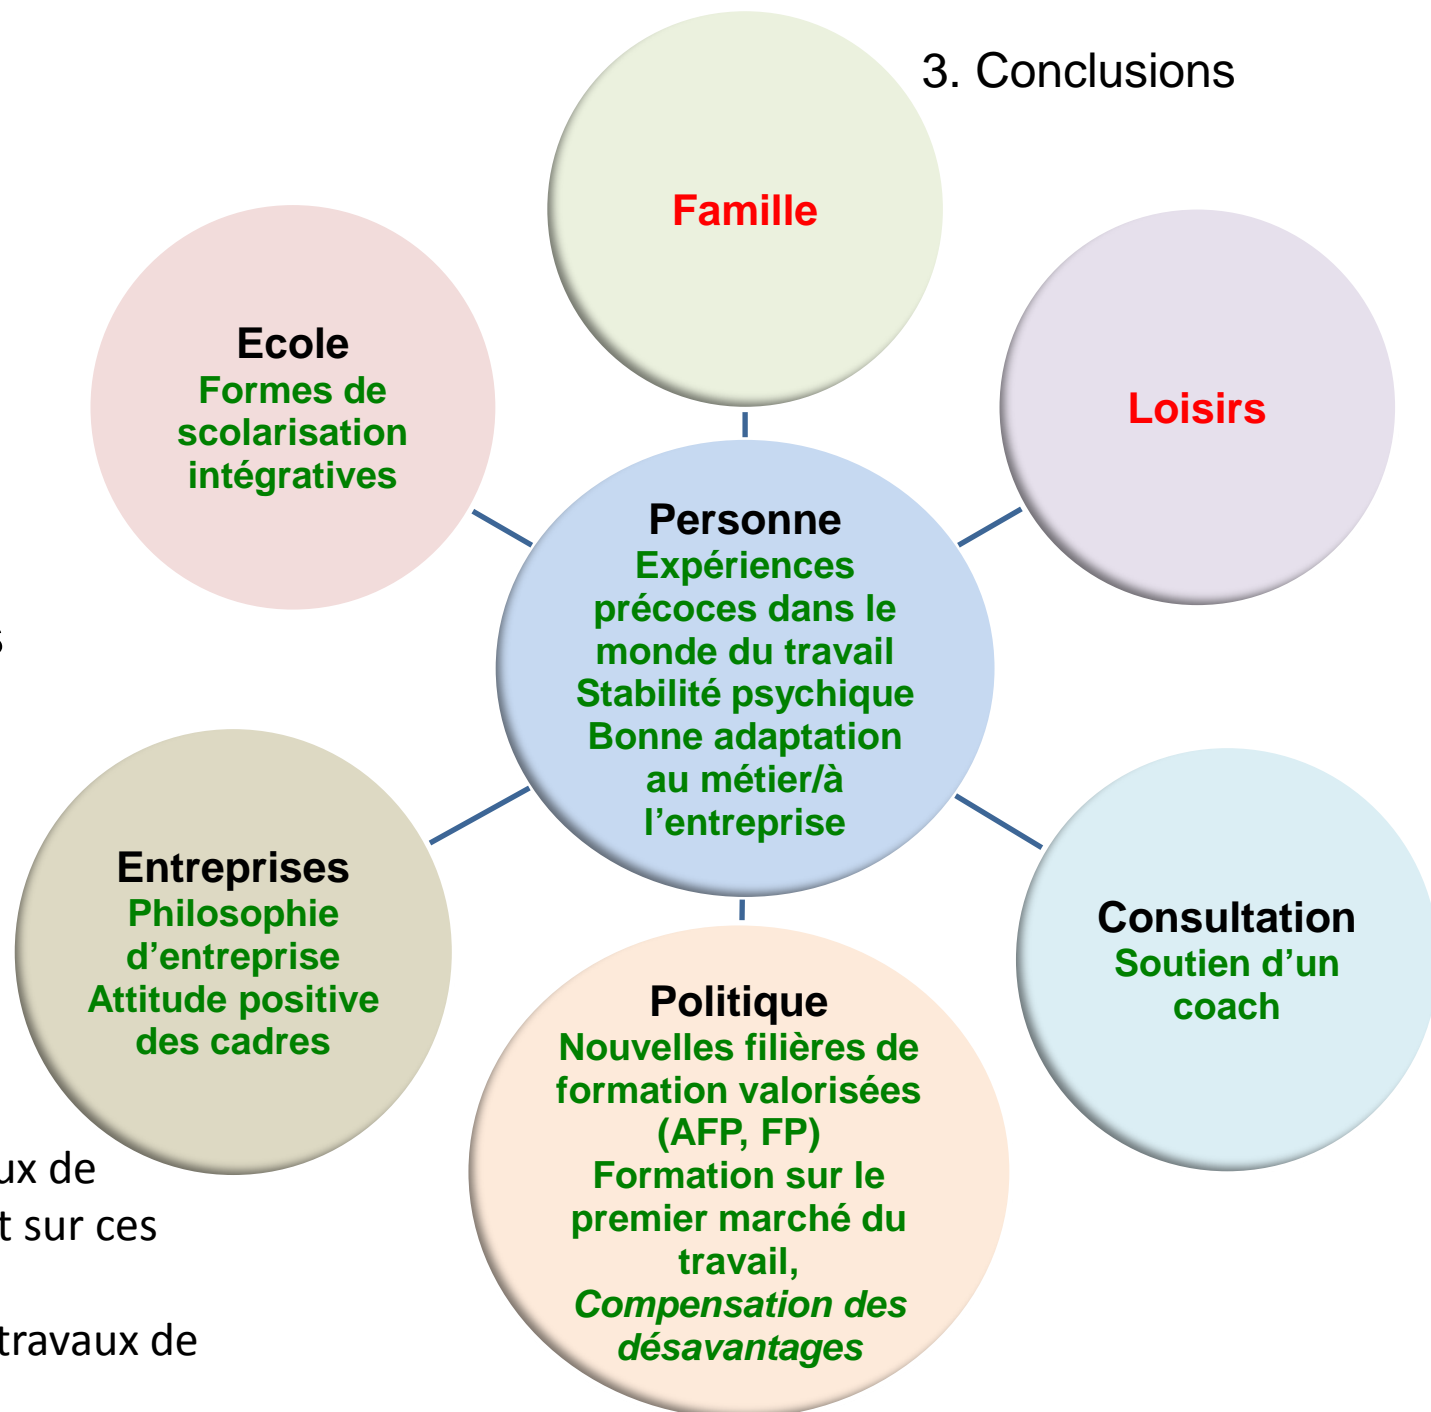 3. Conclusions
Famille
Ecole
Formes de
scolarisation
intégratives
Loisirs
Personne
Expériences
précoces dans le
monde du travail
Stabilité psychique
Bonne adaptation
au métier/à
l’entreprise
Entreprises
Philosophie
d’entreprise
Attitude positive
des cadres
Consultation
Soutien d’un
coach
Politique
Nouvelles filières de
formation valorisées
(AFP, FP)
Formation sur le
premier marché du
travail,
Compensation des
désavantages
s
ux de
t sur ces
travaux de